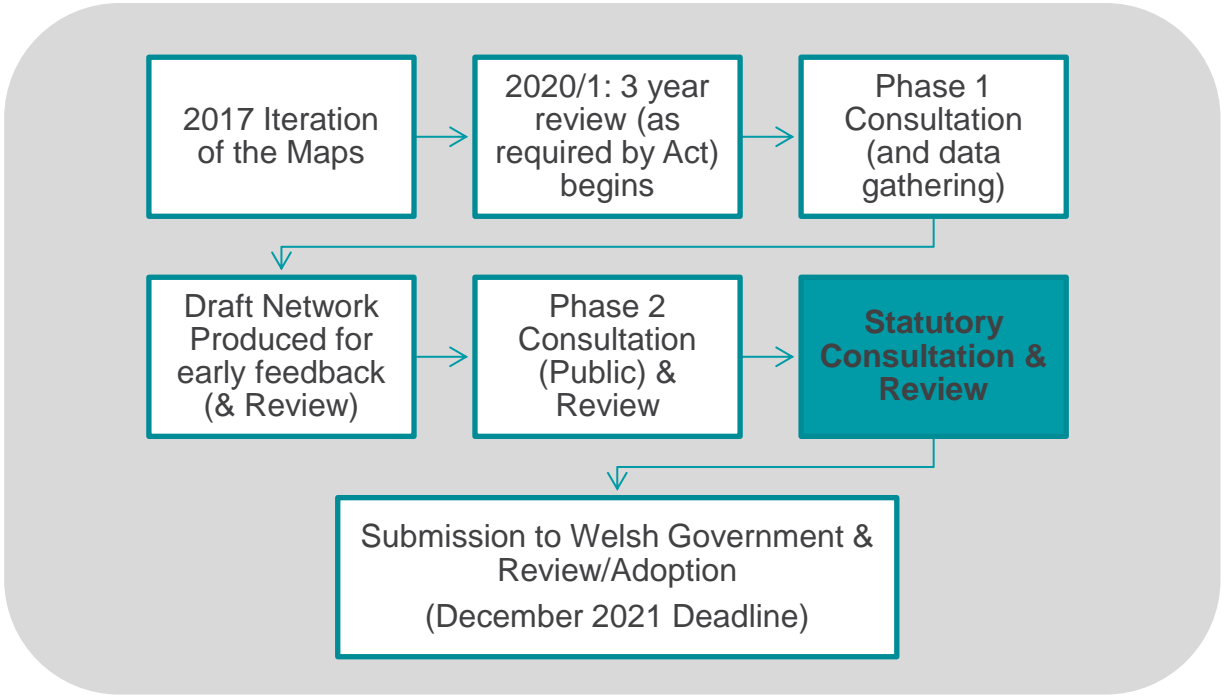 2017 Iteration
of the Maps
2020/1: 3 year
review (as
required by Act)
begins
Phase 1
Consultation
(and data
gathering)
Draft Network
Produced for
early feedback
(& Review)
Phase 2
Consultation
(Public) &
Review
Statutory
Consultation &
Review
Submission to Welsh Government &
Review/Adoption
(December 2021 Deadline)